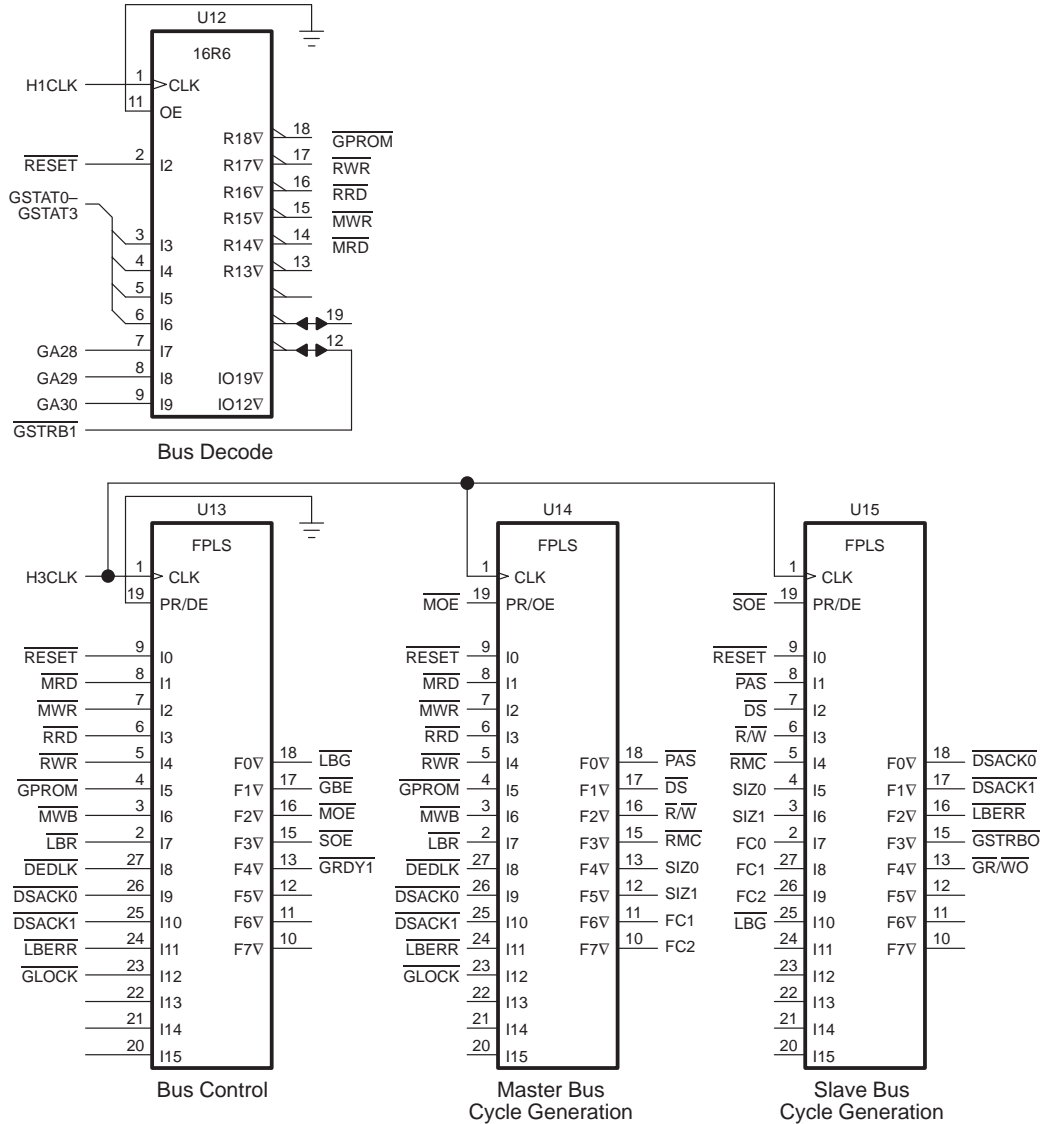 U12
16R6
H1CLK 1 CLK
11 OE
R18∇ 18 GPROM
RESET 2 I2 R17∇ 17 RWR
R16∇ 16 RRD
GSTAT0–
GSTAT3
R15∇ 15 MWR
3 I3 R14∇ 14 MRD
4 I4 R13∇ 13
5 I5
6 I6 19
GA28 7 I7 12
GA29 8 I8 IO19∇
GA30 9 I9 IO12∇
GSTRB1
Bus Decode
U13
FPLS
H3CLK 1 CLK
19 PR/DE
RESET 9 I0
MRD 8 I1
MWR 7 I2
RRD 6 I3
RWR 5 I4 F0∇ 18 LBG
GPROM 4 I5 F1∇ 17 GBE
MWB 3 I6 F2∇ 16 MOE
LBR 2 I7 F3∇ 15 SOE
DEDLK 27 I8 F4∇ 13 GRDY1
DSACK0 26 I9 F5∇ 12
DSACK1 25 I10 F6∇ 11
LBERR 24 I11 F7∇ 10
GLOCK 23 I12
22 I13
21 I14
20 I15
Bus Control
U14
FPLS
1 CLK
MOE 19 PR/OE
RESET 9 I0
MRD 8 I1
MWR 7 I2
RRD 6 I3
RWR 5 I4 F0∇ 18 PAS
GPROM 4 I5 F1∇ 17 DS
MWB 3 I6 F2∇ 16 R/W
LBR 2 I7 F3∇ 15 RMC
DEDLK 27 I8 F4∇ 13 SIZ0
DSACK0 26 I9 F5∇ 12 SIZ1
DSACK1 25 I10 F6∇ 11 FC1
LBERR 24 I11 F7∇ 10 FC2
GLOCK 23 I12
22 I13
21 I14
20 I15
Master Bus
Cycle Generation
U15
FPLS
1 CLK
SOE 19 PR/DE
RESET 9 I0
PAS 8 I1
DS 7 I2
R/W 6 I3
RMC 5 I4 F0∇ 18 DSACK0
SIZ0 4 I5 F1∇ 17 DSACK1
SIZ1 3 I6 F2∇ 16 LBERR
FC0 2 I7 F3∇ 15 GSTRBO
FC1 27 I8 F4∇ 13 GR/WO
FC2 26 I9 F5∇ 12
LBG 25 I10 F6∇ 11
24 I11 F7∇ 10
23 I12
22 I13
21 I14
20 I15
Slave Bus
Cycle Generation